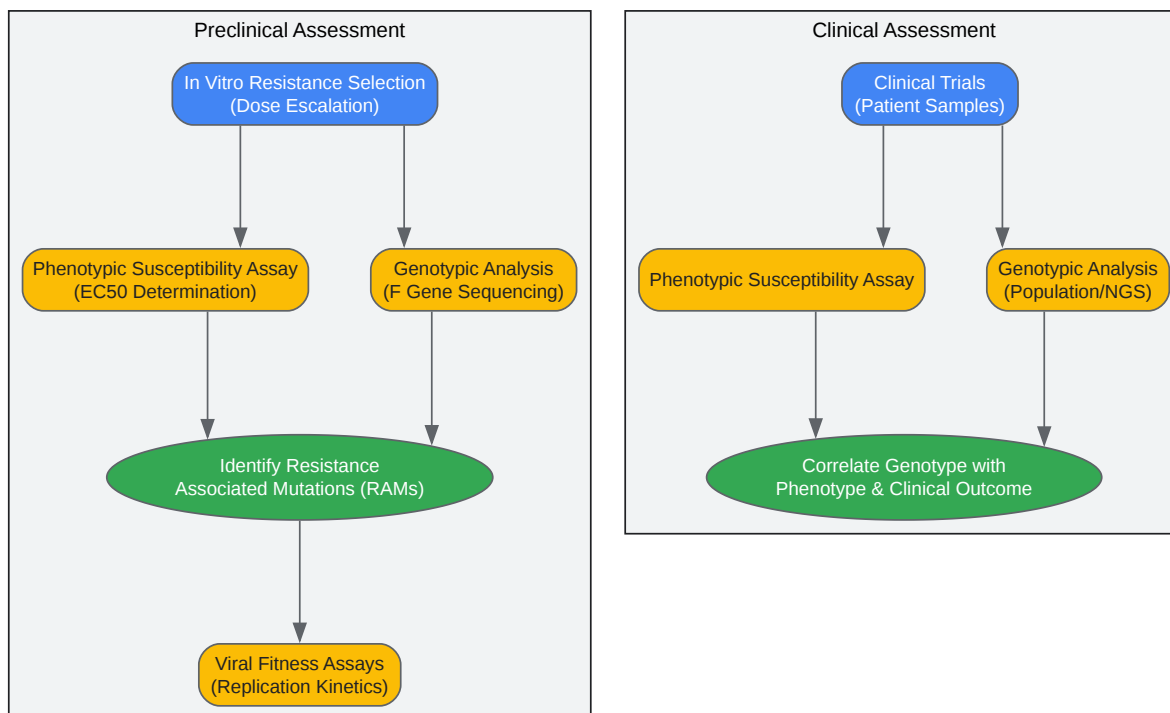 Preclinical Assessment
In Vitro Resistance Selection
(Dose Escalation)
Phenotypic Susceptibility Assay
(EC50 Determination)
Genotypic Analysis
(F Gene Sequencing)
Identify Resistance
Associated Mutations (RAMs)
Viral Fitness Assays
(Replication Kinetics)
Clinical Assessment
Clinical Trials
(Patient Samples)
Phenotypic Susceptibility Assay
Genotypic Analysis
(Population/NGS)
Correlate Genotype with
Phenotype & Clinical Outcome